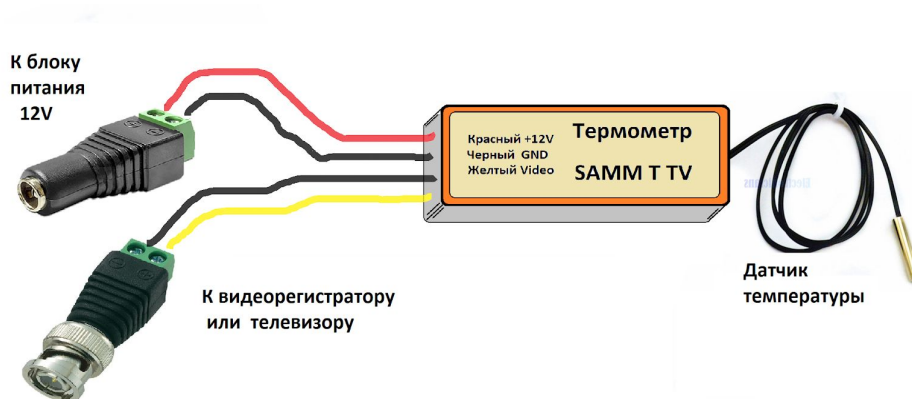 К блоку
питания
12V
Красный +12V
Черный GND
Желтый Video
Термометр
SAMM T TV
К видеорегистратору
или телевизору
Датчик
температуры